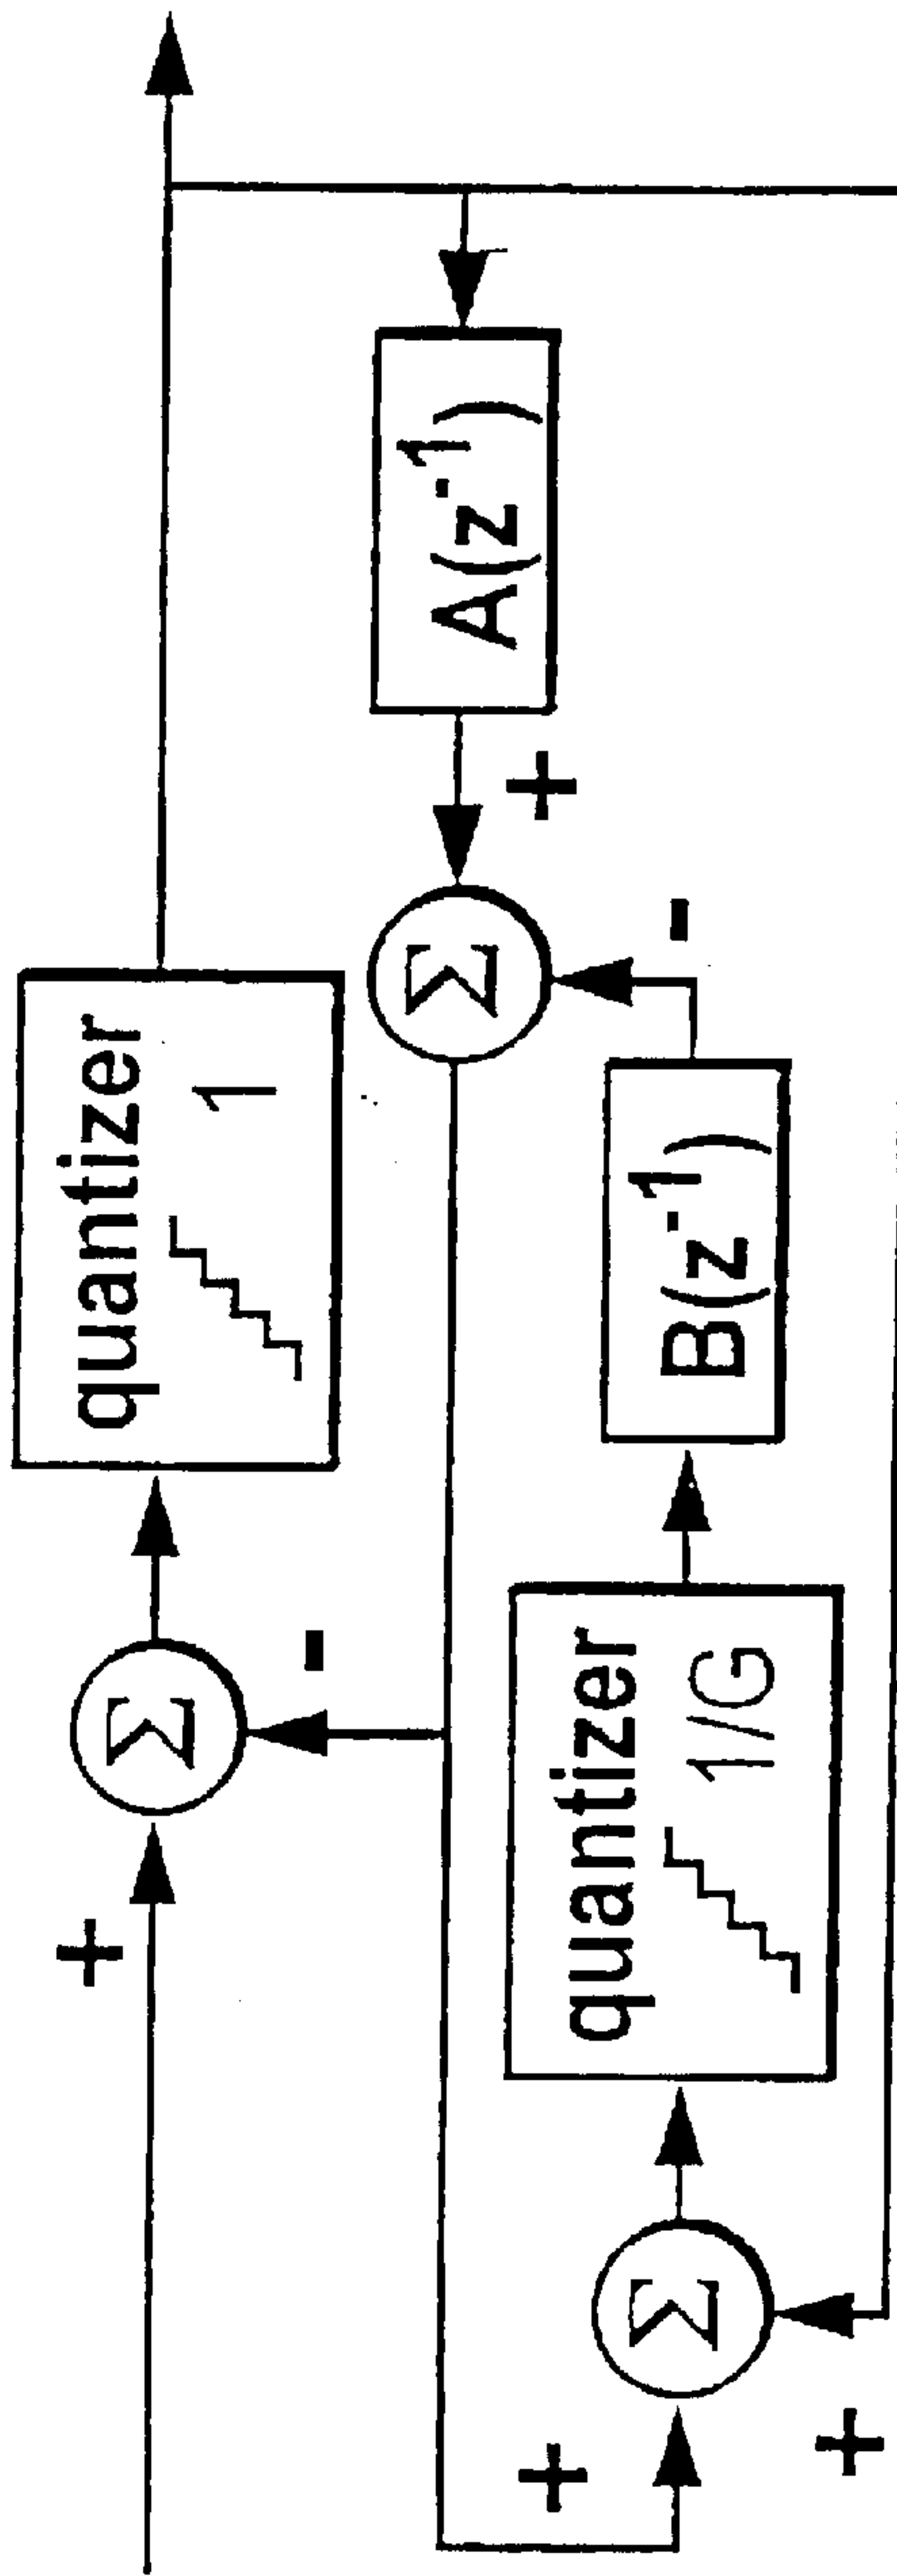 +
Σ
-
quantizer
1
Σ
+
A(z⁻¹)
-
+
Σ
+
quantizer
1/G
B(z⁻¹)